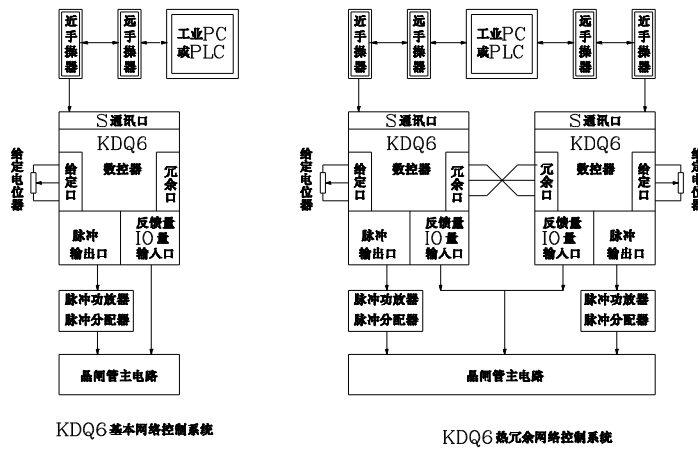 近手操器
远手操器
工业PC
或PLC
S通讯口
KDQ6
数控器
给定电位器
给定口
冗余口
脉冲
输出口
反馈量
IO量
输入口
脉冲功放器
脉冲分配器
晶闸管主电路
KDQ6基本网络控制系统
近手操器
远手操器
工业PC
或PLC
远手操器
近手操器
S通讯口
KDQ6
数控器
给定电位器
给定口
冗余口
脉冲
输出口
反馈量
IO量
输入口
S通讯口
KDQ6
数控器
冗余口
给定口
给定电位器
反馈量
IO量
输入口
脉冲
输出口
脉冲功放器
脉冲分配器
脉冲功放器
脉冲分配器
晶闸管主电路
KDQ6热冗余网络控制系统